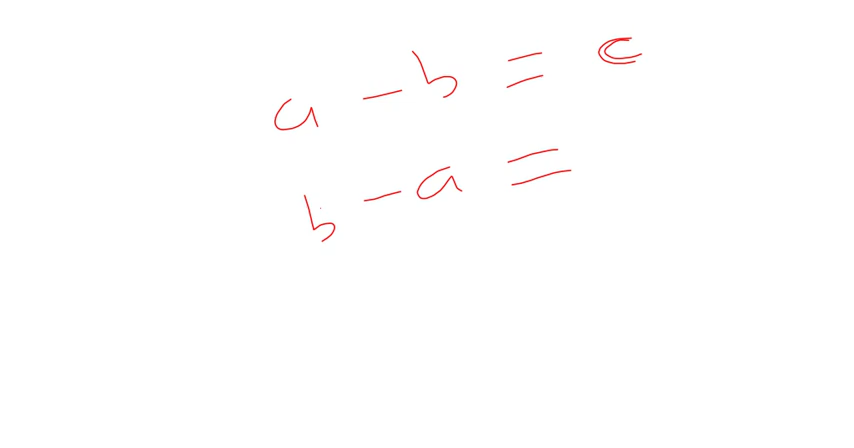 a - b = c
b - a =